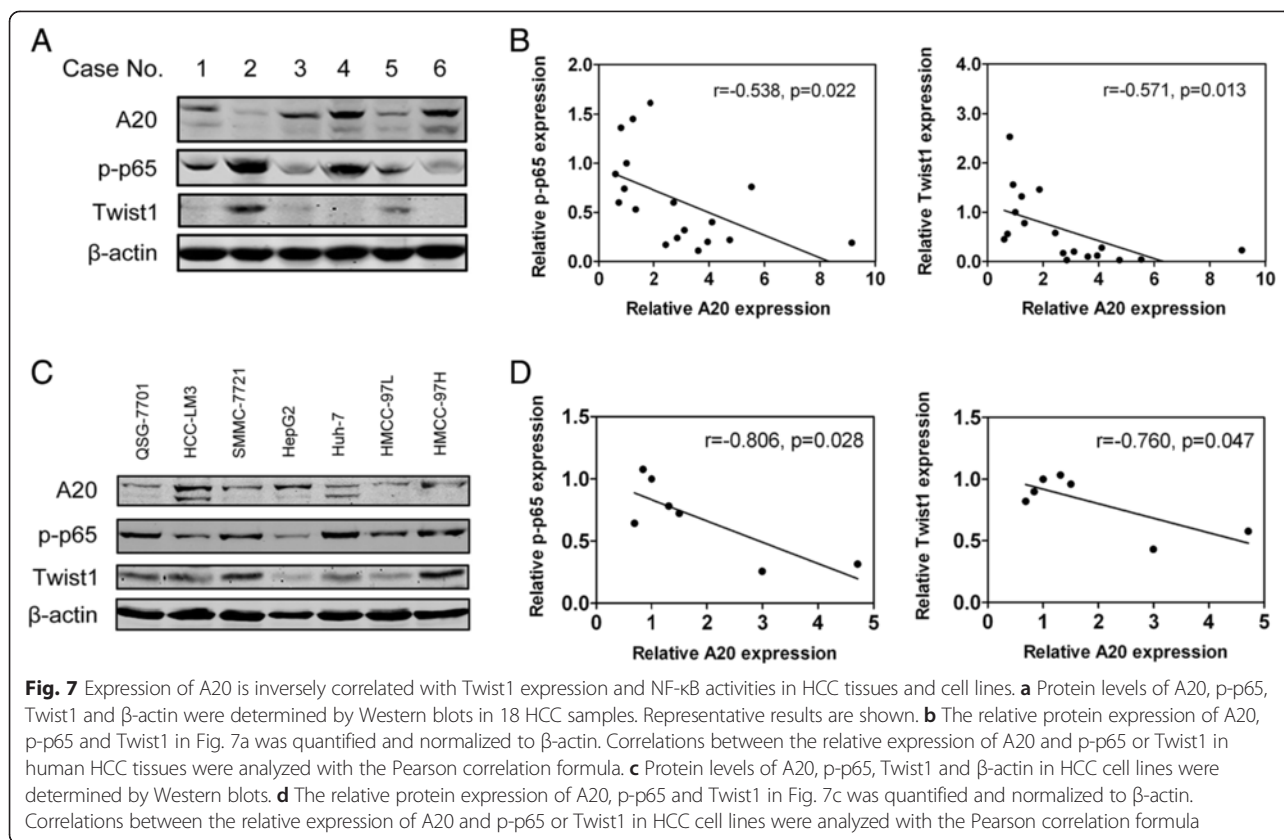 A
Case No. 1 2 3 4 5 6
A20
p-p65
Twist1
β-actin
B
Relative p-p65 expression
2.0
1.5
1.0
0.5
0.0
r=-0.538, p=0.022
0 2 4 6 8 10
Relative A20 expression
Relative Twist1 expression
4.0
3.0
2.0
1.0
0.0
r=-0.571, p=0.013
0 2 4 6 8 10
Relative A20 expression
C
QSG-7701
HCC-LM3
SMMC-7721
HepG2
Huh-7
HMCC-97L
HMCC-97H
A20
p-p65
Twist1
β-actin
D
Relative p-p65 expression
1.5
1.0
0.5
0.0
r=-0.806, p=0.028
0 1 2 3 4 5
Relative A20 expression
Relative Twist1 expression
1.5
1.0
0.5
0.0
r=-0.760, p=0.047
0 1 2 3 4 5
Relative A20 expression
Fig. 7 Expression of A20 is inversely correlated with Twist1 expression and NF-κB activities in HCC tissues and cell lines. a Protein levels of A20, p-p65,
Twist1 and β-actin were determined by Western blots in 18 HCC samples. Representative results are shown. b The relative protein expression of A20,
p-p65 and Twist1 in Fig. 7a was quantified and normalized to β-actin. Correlations between the relative expression of A20 and p-p65 or Twist1 in
human HCC tissues were analyzed with the Pearson correlation formula. c Protein levels of A20, p-p65, Twist1 and β-actin in HCC cell lines were
determined by Western blots. d The relative protein expression of A20, p-p65 and Twist1 in Fig. 7c was quantified and normalized to β-actin.
Correlations between the relative expression of A20 and p-p65 or Twist1 in HCC cell lines were analyzed with the Pearson correlation formula